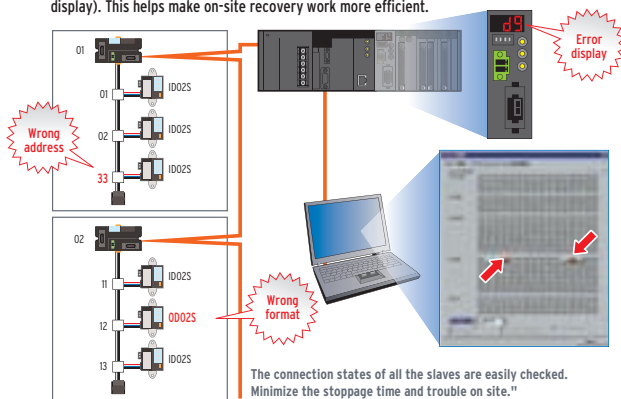 display). This helps make on-site recovery work more efficient.
01
01
ID02S
02
ID02S
Wrong
address
33
ID02S
d9
Error
display
02
11
ID02S
12
OD02S
Wrong
format
13
ID02S
The connection states of all the slaves are easily checked.
Minimize the stoppage time and trouble on site."